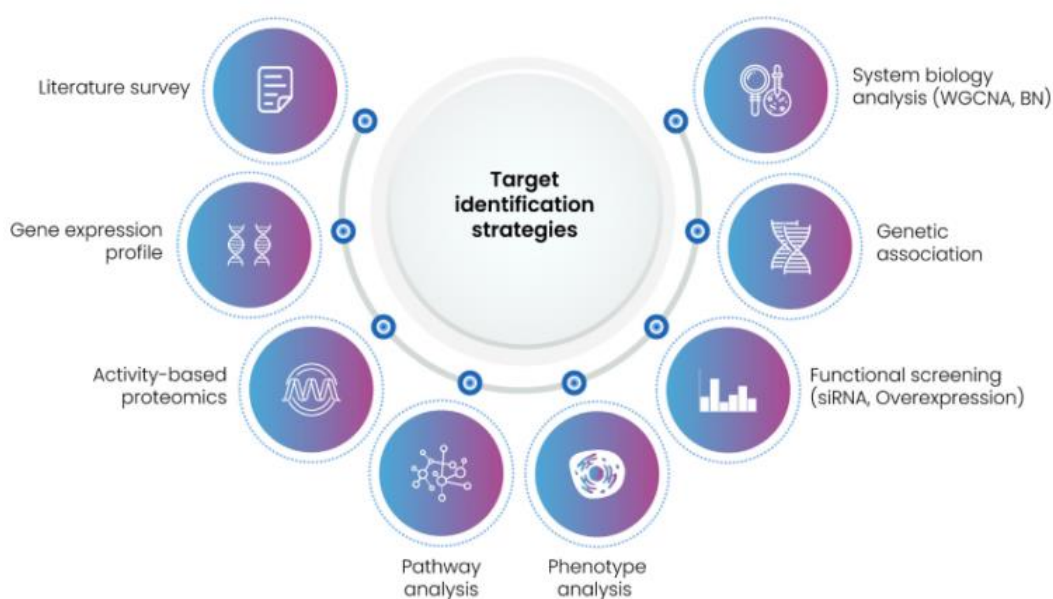 Target
identification
strategies
Literature survey
Gene expression
profile
Activity-based
proteomics
Pathway
analysis
Phenotype
analysis
Functional screening
(siRNA, Overexpression)
Genetic
association
System biology
analysis (WGCNA, BN)